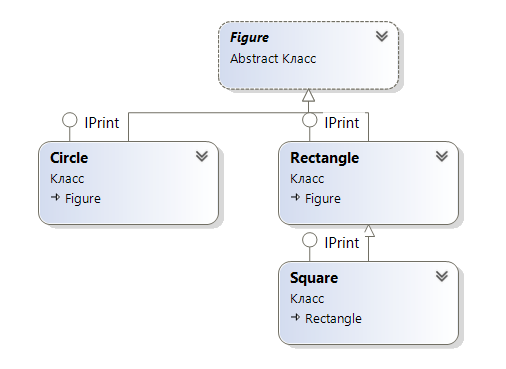 Figure
Abstract Класс
IPrint
IPrint
Circle
Класс
Figure
Rectangle
Класс
Figure
IPrint
Square
Класс
Rectangle